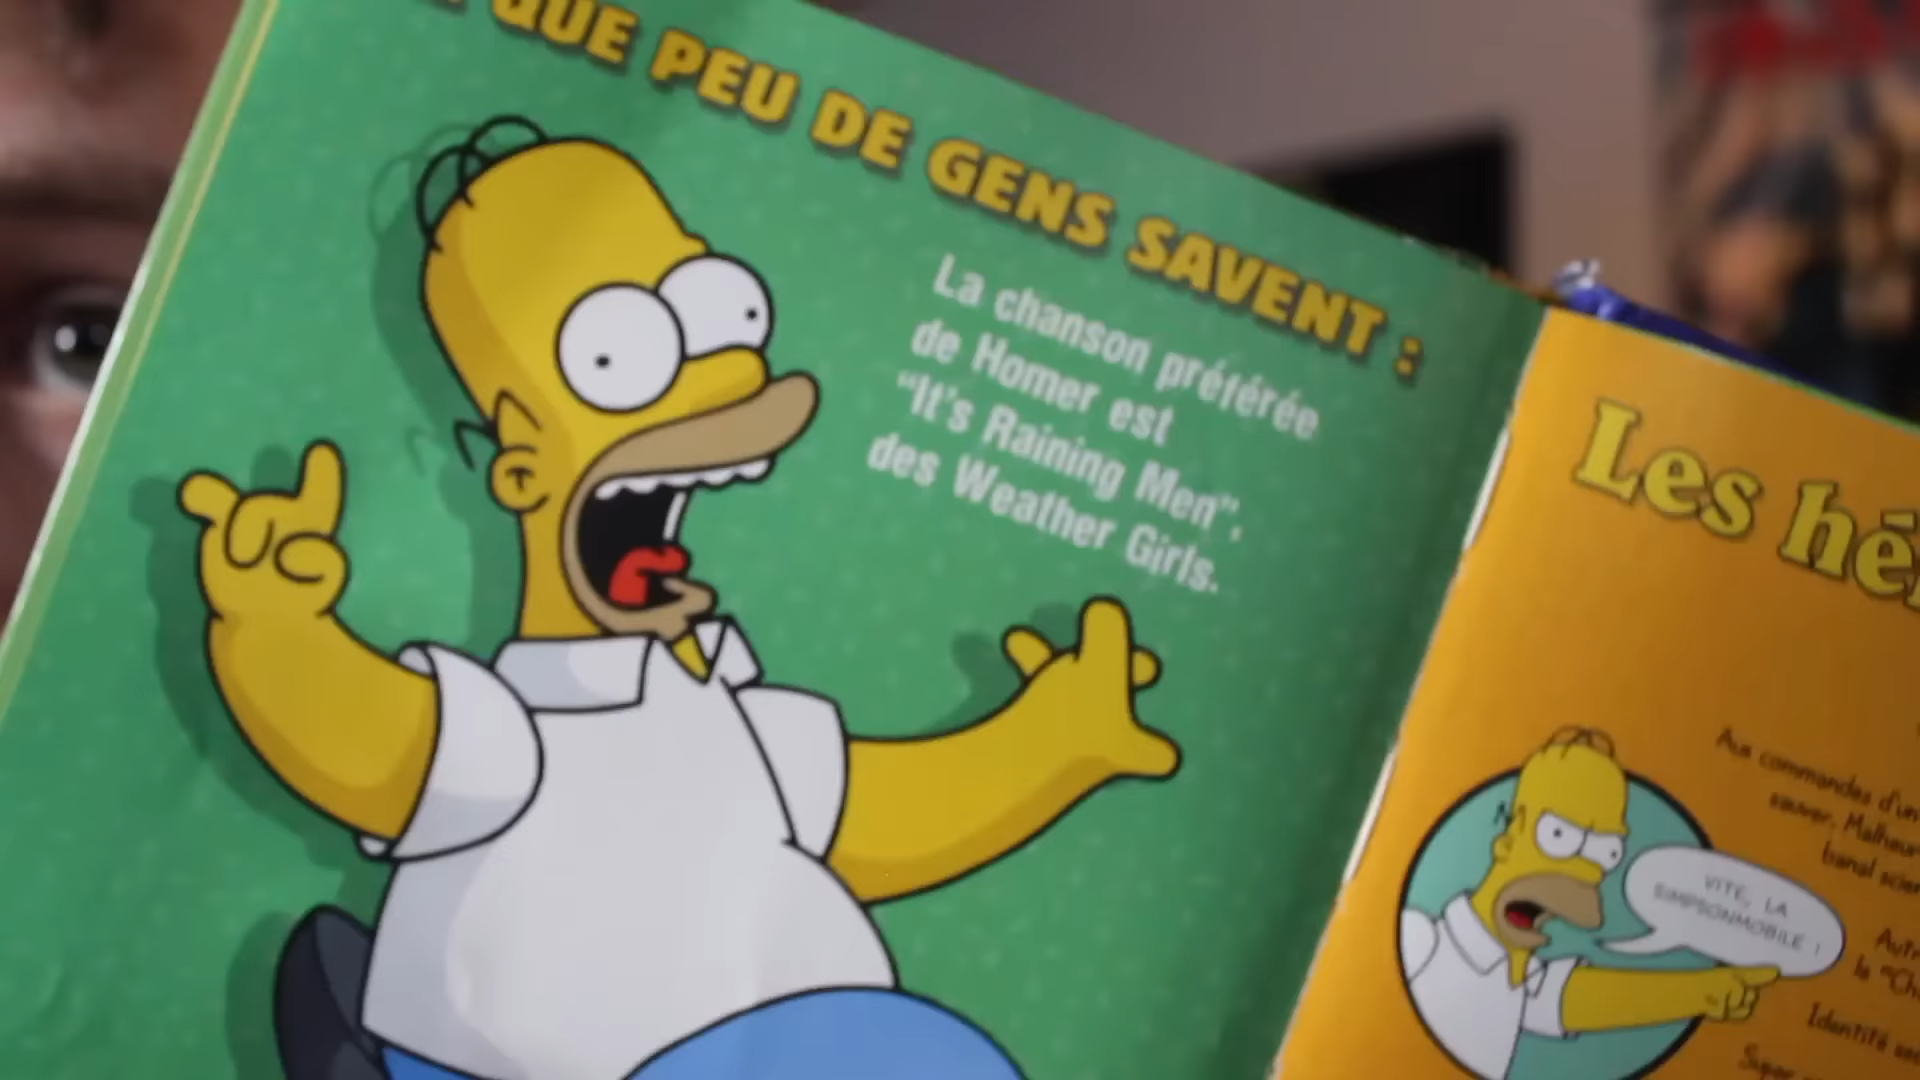 QUE PEU DE GENS SAVENT :
La chanson préférée
de Homer est
"It's Raining Men",
des Weather Girls.
Les hé
VITE, LA
SIMPSONMOBILE !
Aux commandes d'un
sauver. Malheur
banal scien
Autr
le "Ch
Identité se
Super